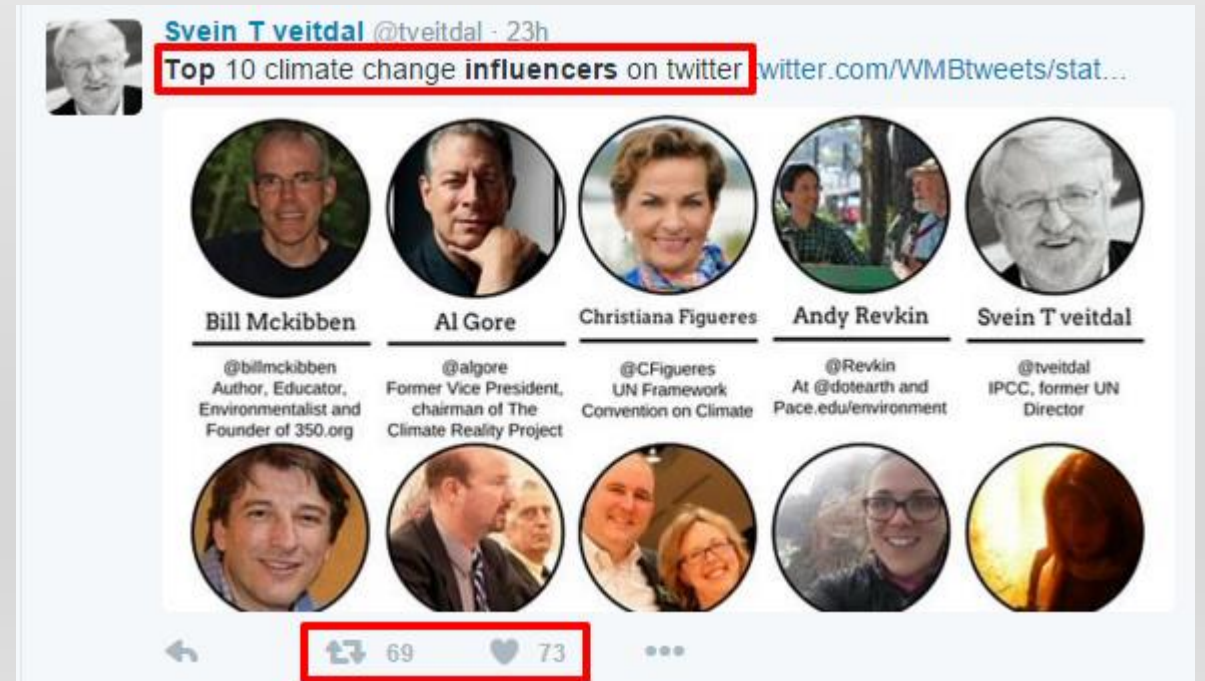 Svein T veitdal @tveitdal · 23h
Top 10 climate change influencers on twitter twitter.com/WMBtweets/stat...
Bill Mckibben
Al Gore
Christiana Figueres
Andy Revkin
Svein T veitdal
@billmckibben
Author, Educator,
Environmentalist and
Founder of 350.org
@algore
Former Vice President,
chairman of The
Climate Reality Project
@CFigueres
UN Framework
Convention on Climate
@Revkin
At @dotearth and
Pace.edu/environment
@tveitdal
IPCC, former UN
Director
69 73